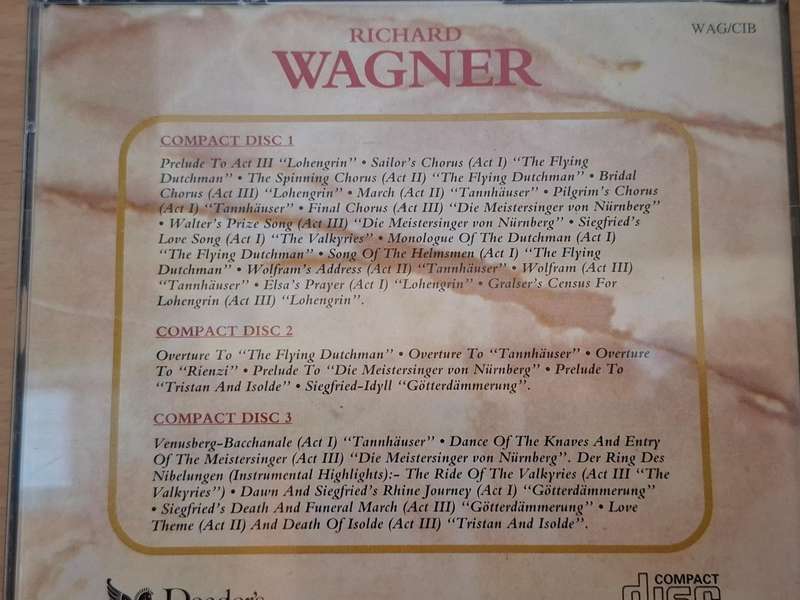 RICHARD
WAGNER
WAG/CIB
COMPACT DISC 1
Prelude To Act III "Lohengrin" • Sailor's Chorus (Act I) "The Flying
Dutchman" • The Spinning Chorus (Act II) "The Flying Dutchman" • Bridal
Chorus (Act III) "Lohengrin" • March (Act II) "Tannhäuser" • Pilgrim's Chorus
(Act I) "Tannhäuser" • Final Chorus (Act III) "Die Meistersinger von Nürnberg"
• Walter's Prize Song (Act III) "Die Meistersinger von Nürnberg" • Siegfried's
Love Song (Act I) "The Valkyries" • Monologue Of The Dutchman (Act I)
"The Flying Dutchman" • Song Of The Helmsmen (Act I) "The Flying
Dutchman" • Wolfram's Address (Act II) "Tannhäuser" • Wolfram (Act III)
"Tannhäuser" • Elsa's Prayer (Act I) "Lohengrin" • Gralser's Census For
Lohengrin (Act III) "Lohengrin".
COMPACT DISC 2
Overture To "The Flying Dutchman" • Overture To "Tannhäuser" • Overture
To "Rienzi" • Prelude To "Die Meistersinger von Nürnberg" • Prelude To
"Tristan And Isolde" • Siegfried-Idyll "Götterdämmerung".
COMPACT DISC 3
Venusberg-Bacchanale (Act I) "Tannhäuser" • Dance Of The Knaves And Entry
Of The Meistersinger (Act III) "Die Meistersinger von Nürnberg". Der Ring Des
Nibelungen (Instrumental Highlights):- The Ride Of The Valkyries (Act III "The
Valkyries") • Dawn And Siegfried's Rhine Journey (Act I) "Götterdämmerung"
• Siegfried's Death And Funeral March (Act III) "Götterdämmerung" • Love
Theme (Act II) And Death Of Isolde (Act III) "Tristan And Isolde".
Reader's
COMPACT
disc